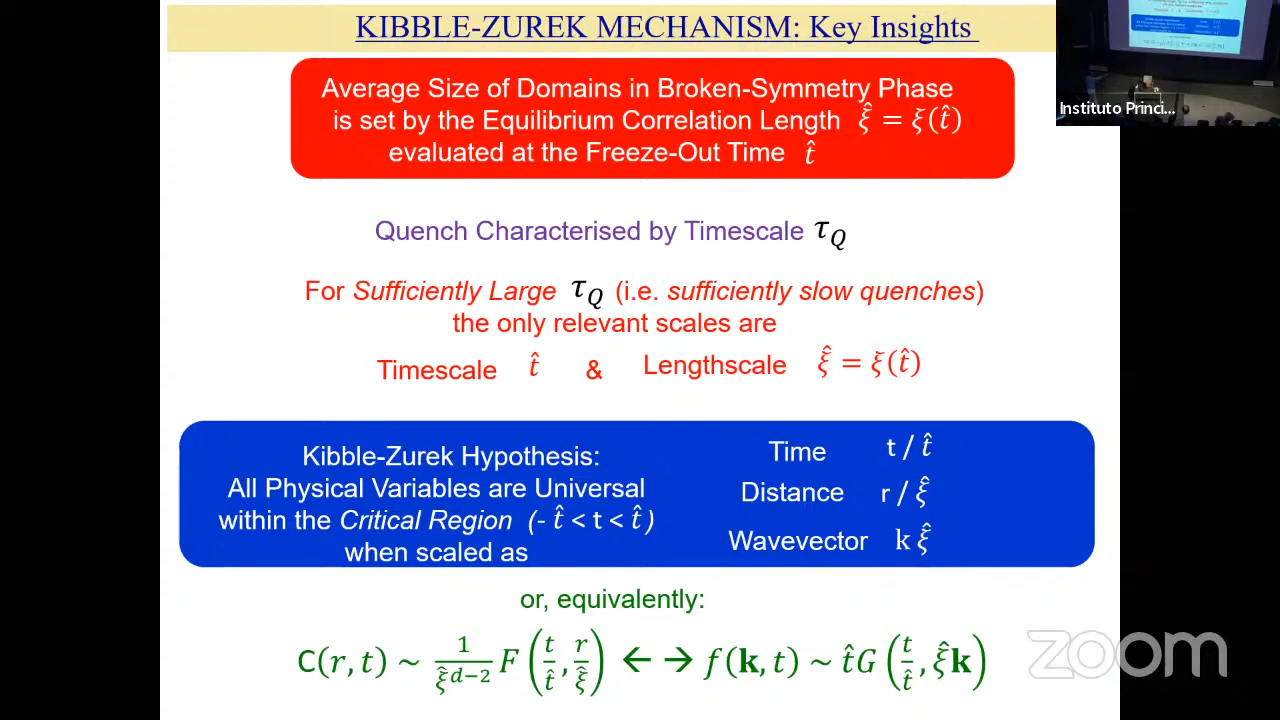 KIBBLE-ZUREK MECHANISM: Key Insights
Average Size of Domains in Broken-Symmetry Phase
is set by the Equilibrium Correlation Length ξ̂ = ξ(t̂)
evaluated at the Freeze-Out Time t̂
Quench Characterised by Timescale τ_Q
For Sufficiently Large τ_Q (i.e. sufficiently slow quenches)
the only relevant scales are
Timescale t̂ & Lengthscale ξ̂ = ξ(t̂)
Kibble-Zurek Hypothesis:
All Physical Variables are Universal
within the Critical Region (- t̂ < t < t̂ )
when scaled as
Time t / t̂
Distance r / ξ̂
Wavevector k ξ̂
or, equivalently:
C(r, t) ~ 1/ξ̂^{d-2} F(t/t̂, r/ξ̂) ← → f(k, t) ~ t̂G(t/t̂, ξ̂k)
Instituto Princi...
zoom